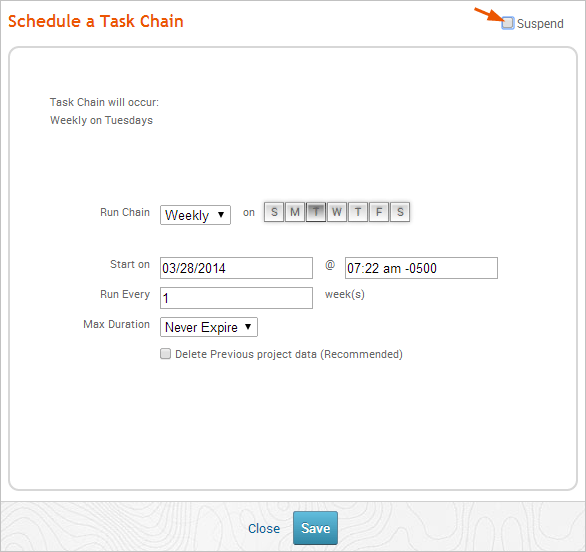 Schedule a Task Chain
Suspend
Task Chain will occur:
Weekly on Tuesdays
Run Chain Weekly on S M T W T F S
Start on 03/28/2014 @ 07:22 am -0500
Run Every 1 week(s)
Max Duration Never Expire
Delete Previous project data (Recommended)
Close Save